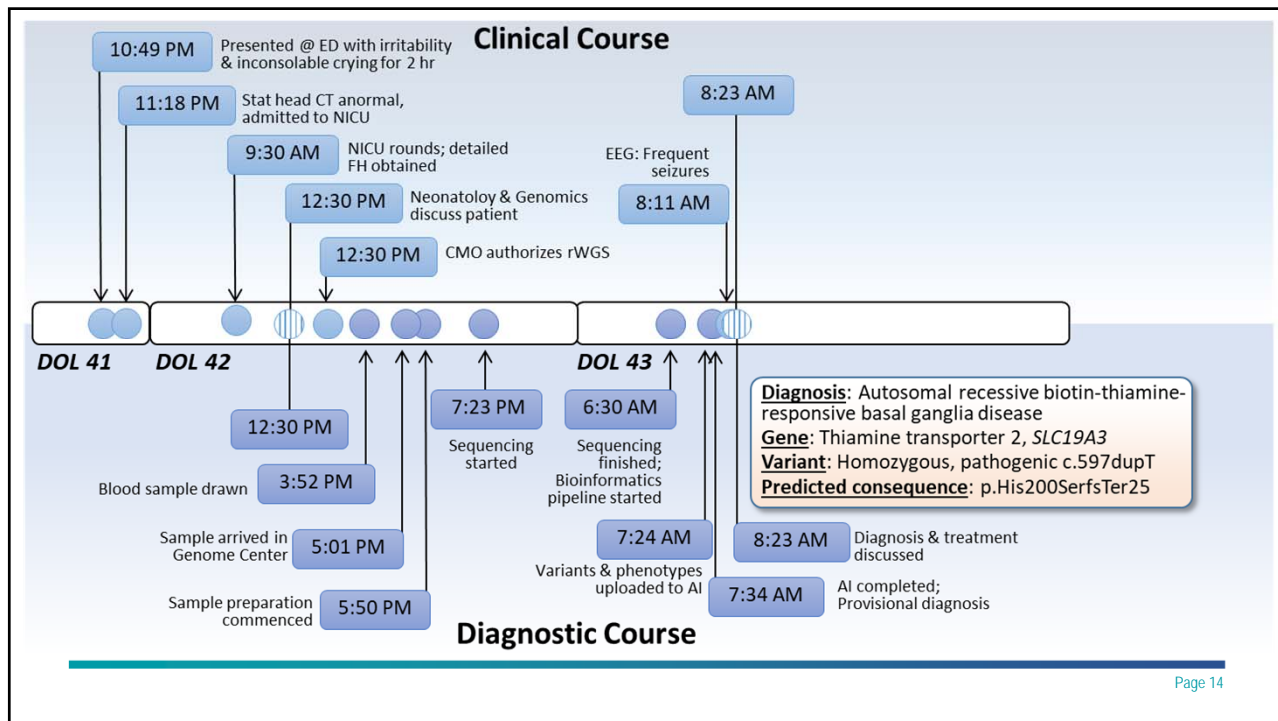 Clinical Course
10:49 PM
Presented @ ED with irritability
& inconsolable crying for 2 hr
11:18 PM
Stat head CT anormal,
admitted to NICU
9:30 AM
NICU rounds; detailed
FH obtained
12:30 PM
Neonatoloy & Genomics
discuss patient
12:30 PM
CMO authorizes rWGS
EEG: Frequent
seizures
8:11 AM
8:23 AM
DOL 41
DOL 42
DOL 43
12:30 PM
Blood sample drawn
3:52 PM
Sample arrived in
Genome Center
5:01 PM
Sample preparation
commenced
5:50 PM
7:23 PM
Sequencing
started
6:30 AM
Sequencing
finished;
Bioinformatics
pipeline started
7:24 AM
Variants & phenotypes
uploaded to AI
7:34 AM
AI completed;
Provisional diagnosis
8:23 AM
Diagnosis & treatment
discussed
Diagnosis: Autosomal recessive biotin-thiamine-
responsive basal ganglia disease
Gene: Thiamine transporter 2, SLC19A3
Variant: Homozygous, pathogenic c.597dupT
Predicted consequence: p.His200SerfsTer25
Diagnostic Course
Page 14